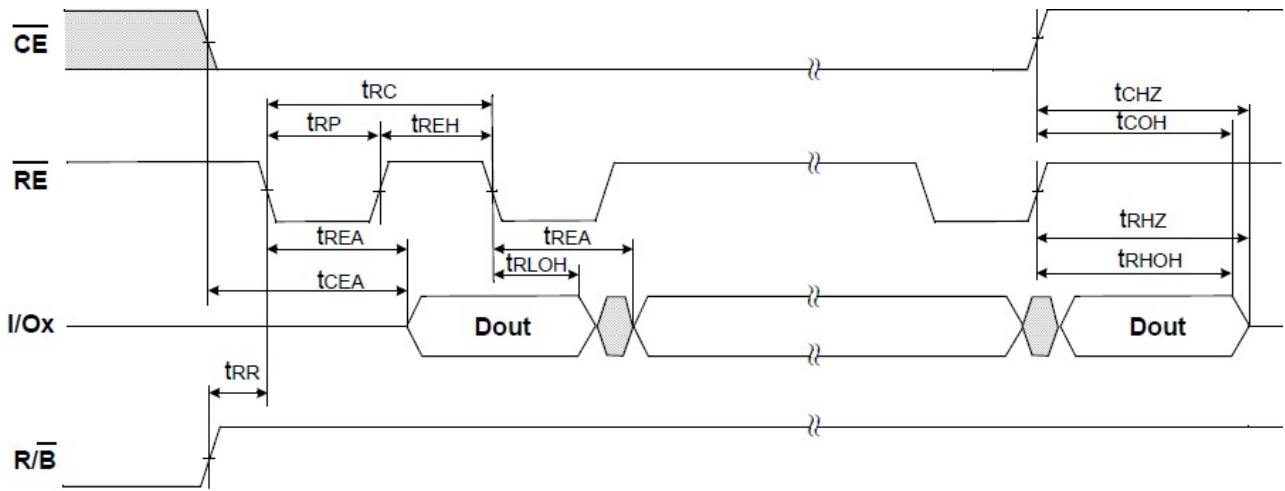 CE
tRC
tCHZ
tRP
tREH
tCOH
RE
tREA
tREA
tRHZ
tRLOH
tCEA
tRHOH
I/Ox
Dout
Dout
tRR
R/B